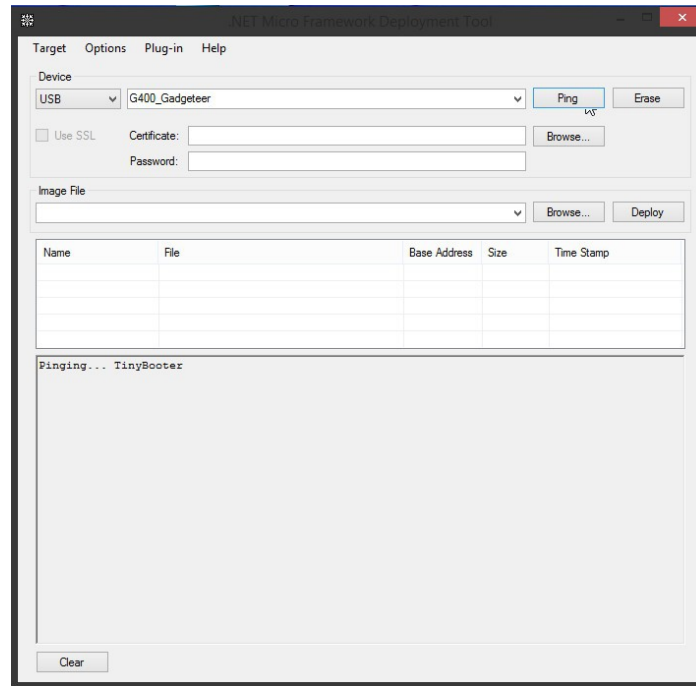 .NET Micro Framework Deployment Tool
Target Options Plug-in Help
Device
USB G400_Gadgeteer Ping Erase
Use SSL Certificate: Browse...
Password:
Image File
Browse... Deploy
Name File Base Address Size Time Stamp
Pinging... TinyBooter
Clear